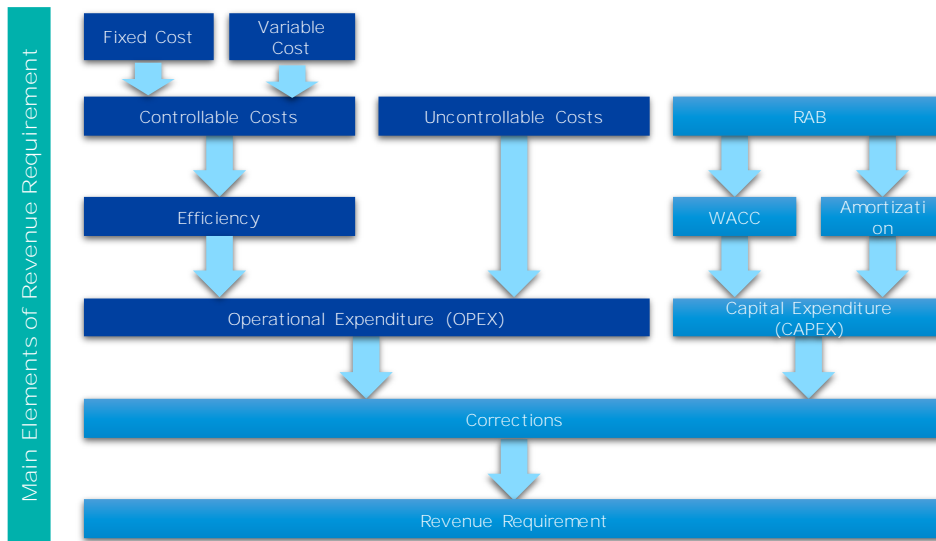 Main Elements of Revenue Requirement
Fixed Cost
Variable
Cost
Controllable Costs
Uncontrollable Costs
RAB
Efficiency
WACC
Amortizati
on
Operational Expenditure (OPEX)
Capital Expenditure
(CAPEX)
Corrections
Revenue Requirement